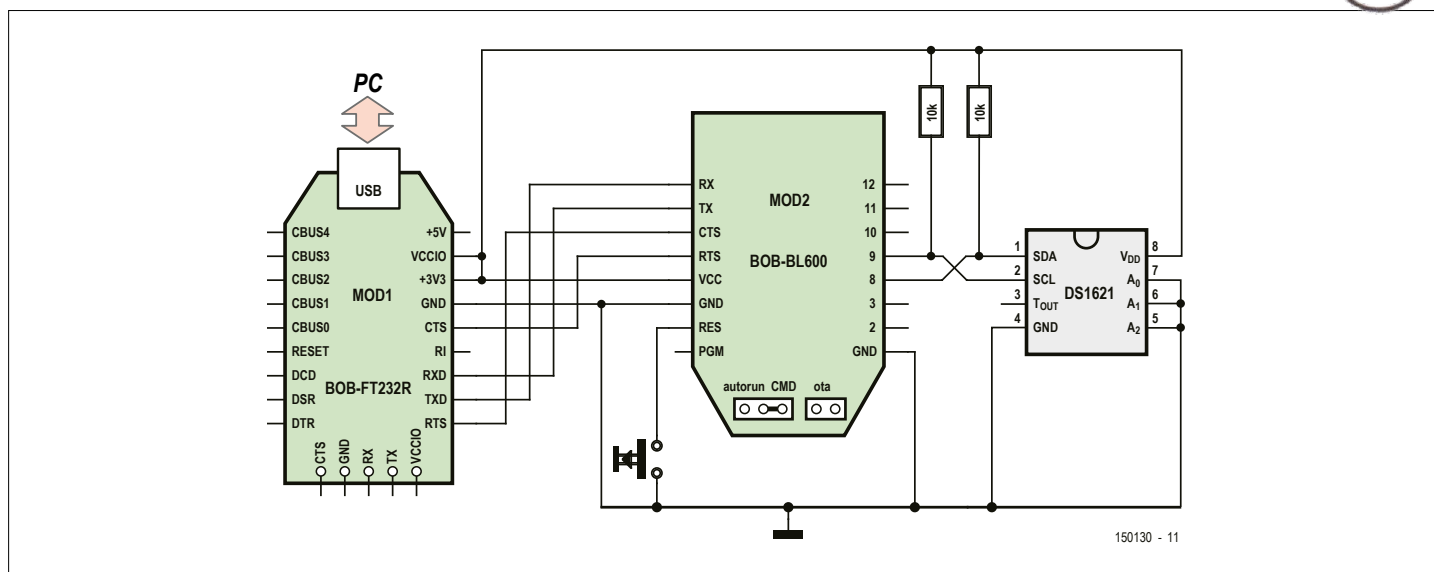 PC
USB
CBUS4
CBUS3
CBUS2
CBUS1
CBUS0
RESET
DCD
DSR
DTR
MOD1
BOB-FT232R
+5V
VCCIO
+3V3
GND
CTS
RI
RXD
TXD
RTS
CTS
GND
RX
TX
VCCIO
RX
TX
CTS
RTS
VCC
GND
RES
PGM
MOD2
BOB-BL600
12
11
10
9
8
3
2
GND
autorun CMD ota
10k
10k
1 SDA
2 SCL
3 TOUT
4 GND
DS1621
VDD 8
A0 7
A1 6
A2 5
150130 - 11